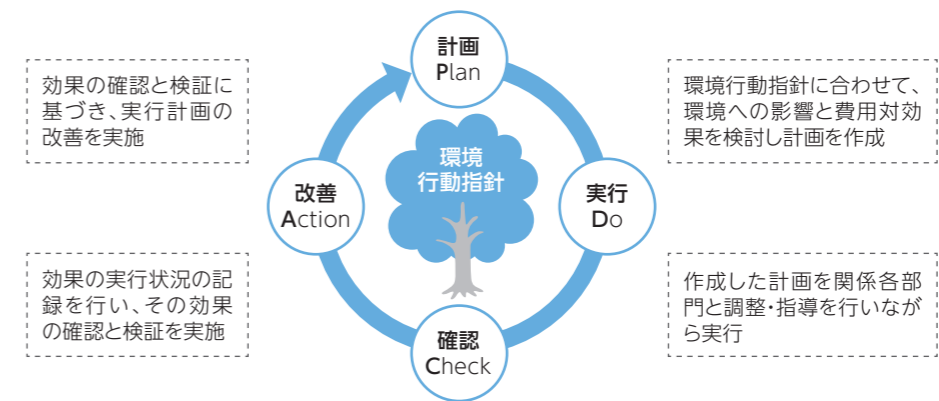 計画
Plan
効果の確認と検証に
基づき、実行計画の
改善を実施
環境行動指針に合わせて、
環境への影響と費用対効
果を検討し計画を作成
環境
行動指針
改善
Action
実行
Do
効果の実行状況の記
録を行い、その効果
の確認と検証を実施
作成した計画を関係各部
門と調整・指導を行いなが
ら実行
確認
Check